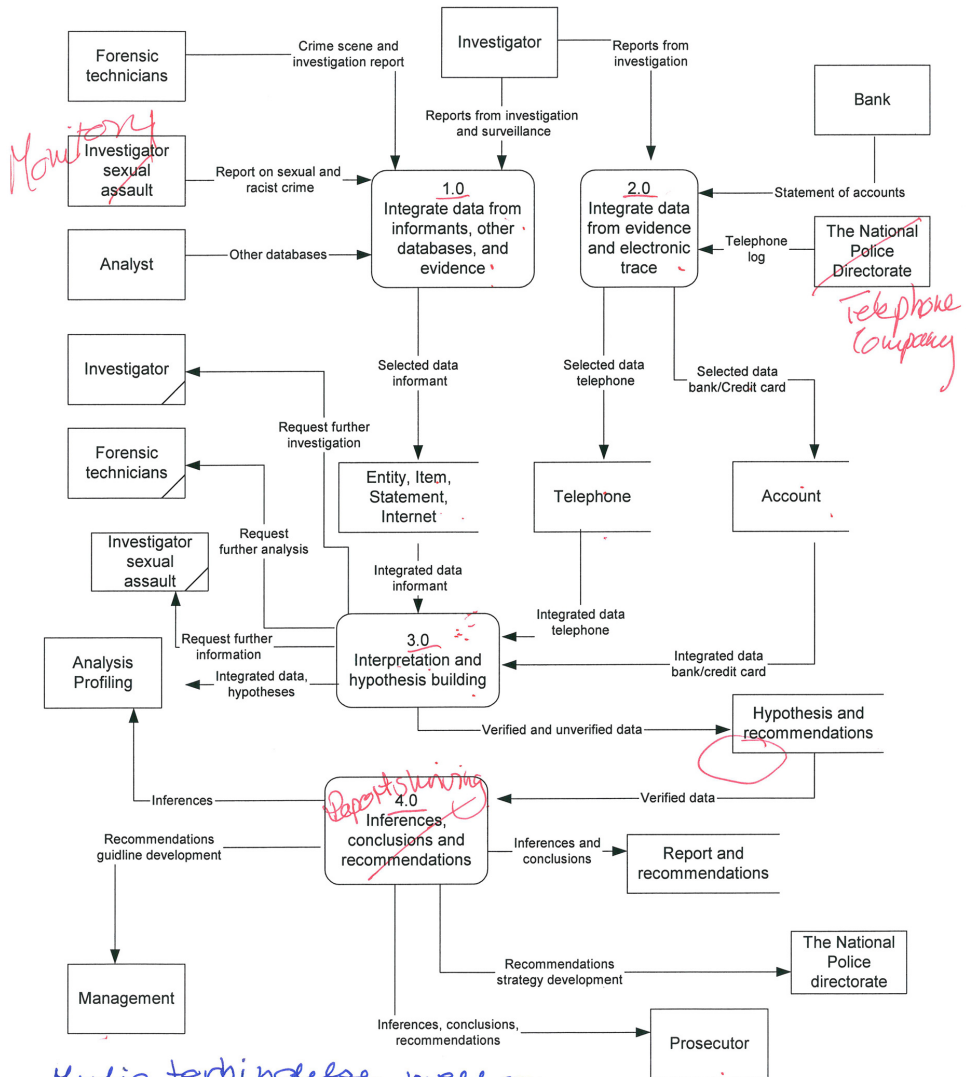 Forensic
technicians
Crime scene and
investigation report
Investigator
Reports from
investigation
Reports from investigation
and surveillance
Bank
Monitory
Investigator
sexual
assault
Report on sexual and
racist crime
1.0
Integrate data from
informants, other
databases, and
evidence
2.0
Integrate data
from evidence
and electronic
trace
Statement of accounts
Analyst
Other databases
Telephone
log
The National
Police
Directorate
Telephone
Company
Investigator
Selected data
informant
Selected data
telephone
Selected data
bank/Credit card
Request further
investigation
Forensic
technicians
Entity, Item,
Statement,
Internet
Telephone
Account
Request
further analysis
Investigator
sexual
assault
Integrated data
informant
Integrated data
telephone
Request further
information
3.0
Interpretation and
hypothesis building
Integrated data
bank/credit card
Analysis
Profiling
Integrated data,
hypotheses
Verified and unverified data
Hypothesis and
recommendations
Inferences
4.0
Inferences,
conclusions and
recommendations
Verified data
Recommendations
guidline development
Inferences and
conclusions
Report and
recommendations
Management
Recommendations
strategy development
The National
Police
directorate
Inferences, conclusions,
recommendations
Prosecutor